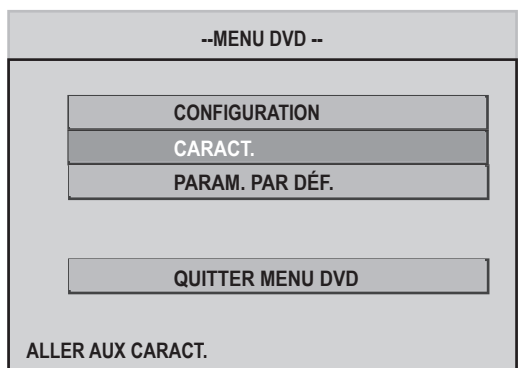 --MENU DVD --
CONFIGURATION
CARACT.
PARAM. PAR DÉF.
QUITTER MENU DVD
ALLER AUX CARACT.